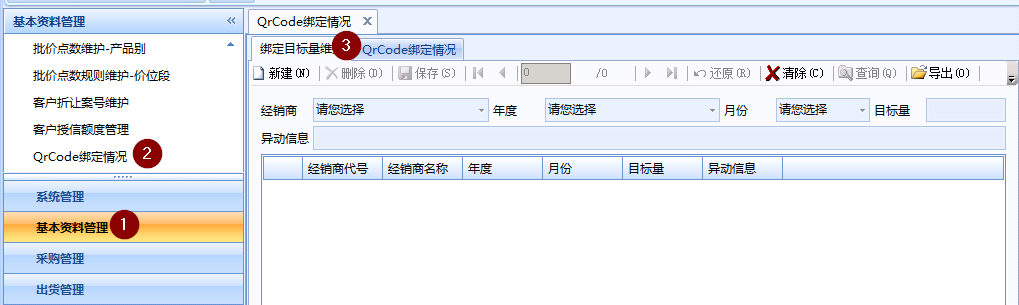 基本资料管理 «
批价点数维护-产品别
批价点数规则维护-价位段
客户折让案号维护
客户授信额度管理
QrCode绑定情况 2
系统管理
基本资料管理 1
采购管理
出货管理
QrCode绑定情况 ×
绑定目标量维 3 QrCode绑定情况
新建(N) 删除(D) 保存(S) 0 /0 还原(R) 清除(C) 查询(Q) 导出(O)
经销商 请您选择 年度 请您选择 月份 请您选择 目标量
异动信息
经销商代号 经销商名称 年度 月份 目标量 异动信息